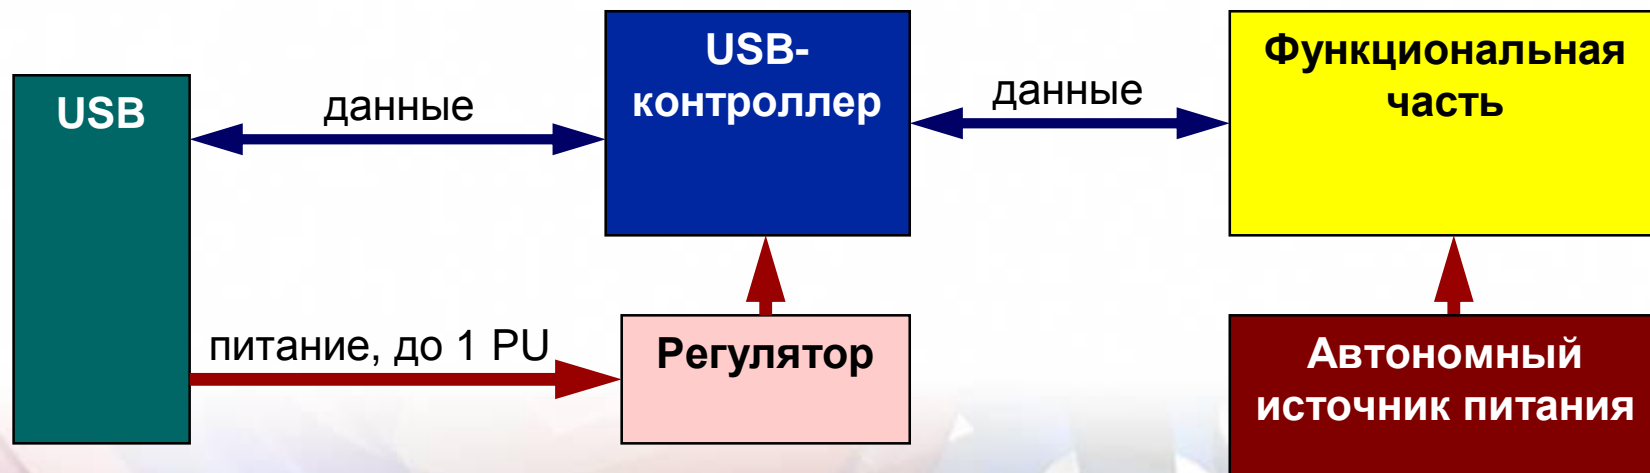 USB
данные
USB-
контроллер
данные
Функциональная
часть
питание, до 1 PU
Регулятор
Автономный
источник питания